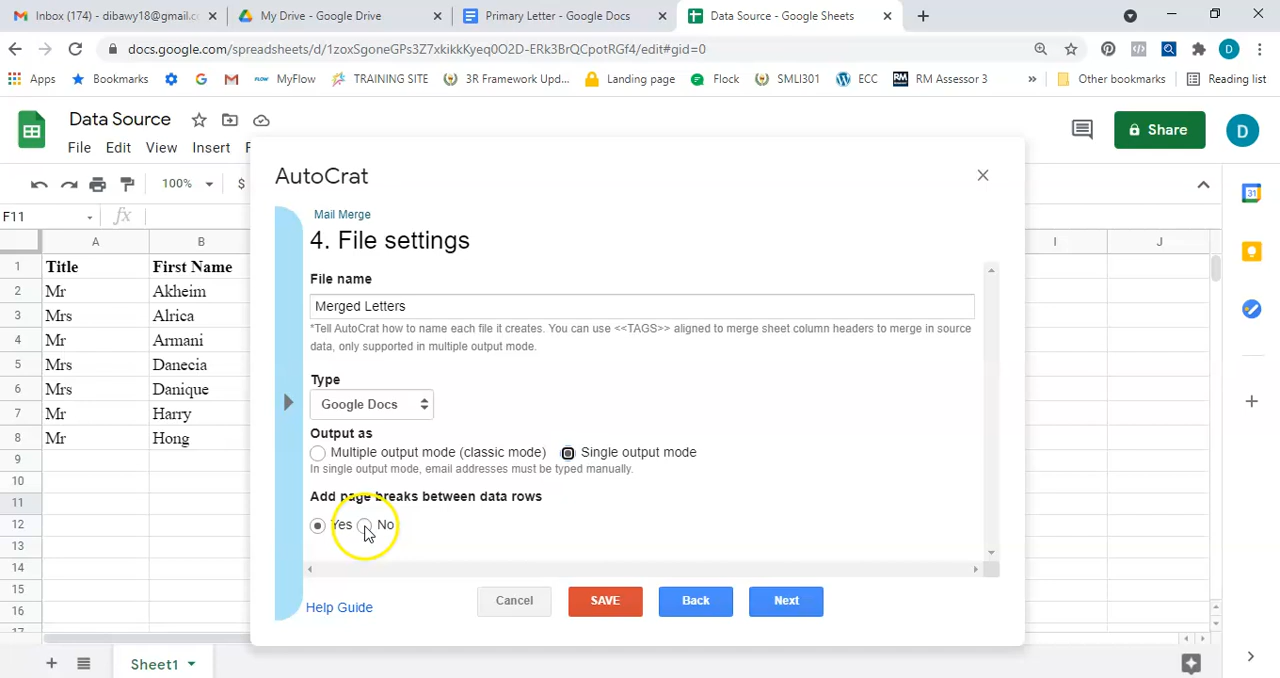 Inbox (174) - dibawy18@gmail.co
My Drive - Google Drive
Primary Letter - Google Docs
Data Source - Google Sheets
docs.google.com/spreadsheets/d/1zoxSgoneGPs3Z7xkikkKyeq0O2D-ERk3BrQCpotRGf4/edit#gid=0
Apps
Bookmarks
MyFlow
TRAINING SITE
3R Framework Upd...
Landing page
Flock
SMLI301
ECC
RM Assessor 3
»
Other bookmarks
Reading list
Data Source
Share
D
File Edit View Insert F
100%
$
F11
fx
A B I J
1 Title First Name
2 Mr Akheim
3 Mrs Alrica
4 Mr Armani
5 Mrs Danecia
6 Mrs Danique
7 Mr Harry
8 Mr Hong
9
10
11
12
13
14
15
16
17
AutoCrat
Mail Merge
4. File settings
File name
Merged Letters
*Tell AutoCrat how to name each file it creates. You can use <<TAGS>> aligned to merge sheet column headers to merge in source
data, only supported in multiple output mode.
Type
Google Docs
Output as
Multiple output mode (classic mode) Single output mode
In single output mode, email addresses must be typed manually.
Add page breaks between data rows
Yes No
Help Guide
Cancel SAVE Back Next
Sheet1